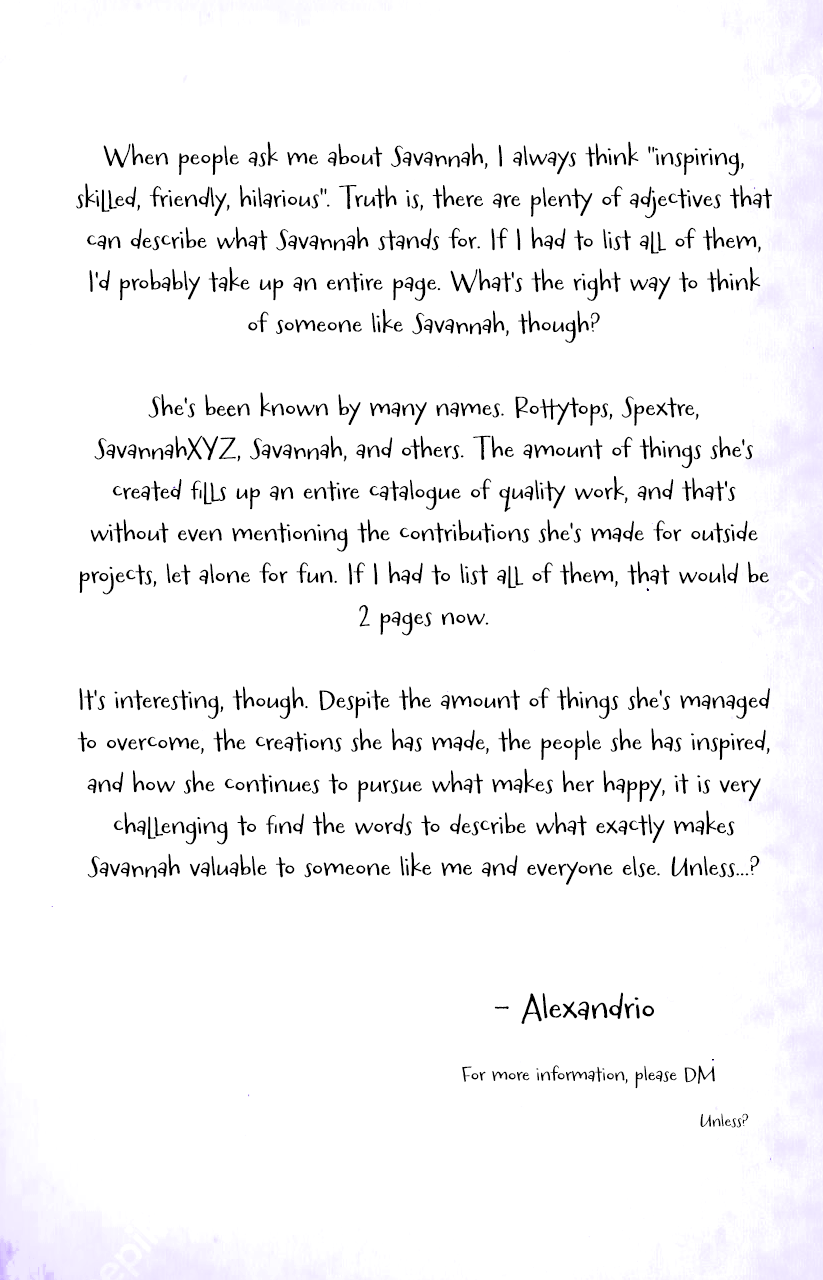 When people ask me about Savannah, I always think "inspiring,
skilled, friendly, hilarious". Truth is, there are plenty of adjectives that
can describe what Savannah stands for. If I had to list all of them,
I'd probably take up an entire page. What's the right way to think
of someone like Savannah, though?
She's been known by many names. Rottytops, Spextre,
SavannahXYZ, Savannah, and others. The amount of things she's
created fills up an entire catalogue of quality work, and that's
without even mentioning the contributions she's made for outside
projects, let alone for fun. If I had to list all of them, that would be
2 pages now.
It's interesting, though. Despite the amount of things she's managed
to overcome, the creations she has made, the people she has inspired,
and how she continues to pursue what makes her happy, it is very
challenging to find the words to describe what exactly makes
Savannah valuable to someone like me and everyone else. Unless...?
- Alexandrio
For more information, please DM
Unless?